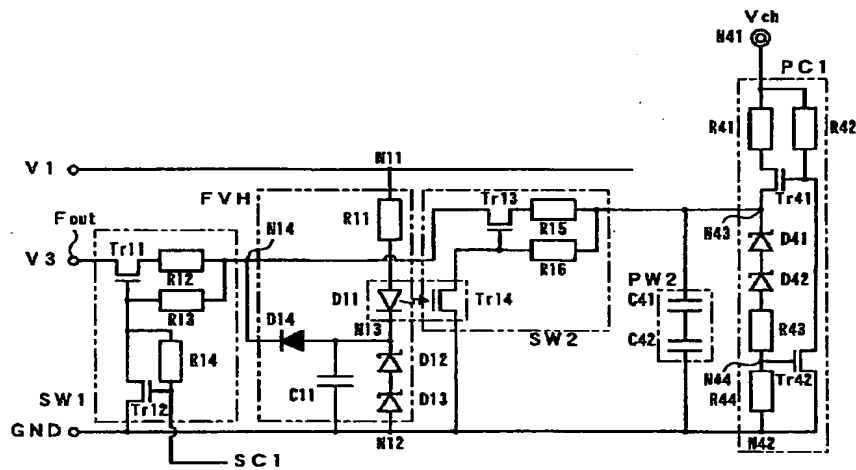 Vch
N41
PC1
R41
R42
Tr41
V1
N11
FVH
Tr13
Fout
N14
R11
R15
N43
D41
V3
Tr11
R12
R16
PW2
D42
R13
D11
Tr14
C41
D14
N13
SW2
C42
R43
R14
D12
N44
Tr42
SW1
Tr12
C11
D13
R44
GND
N12
N42
SC1